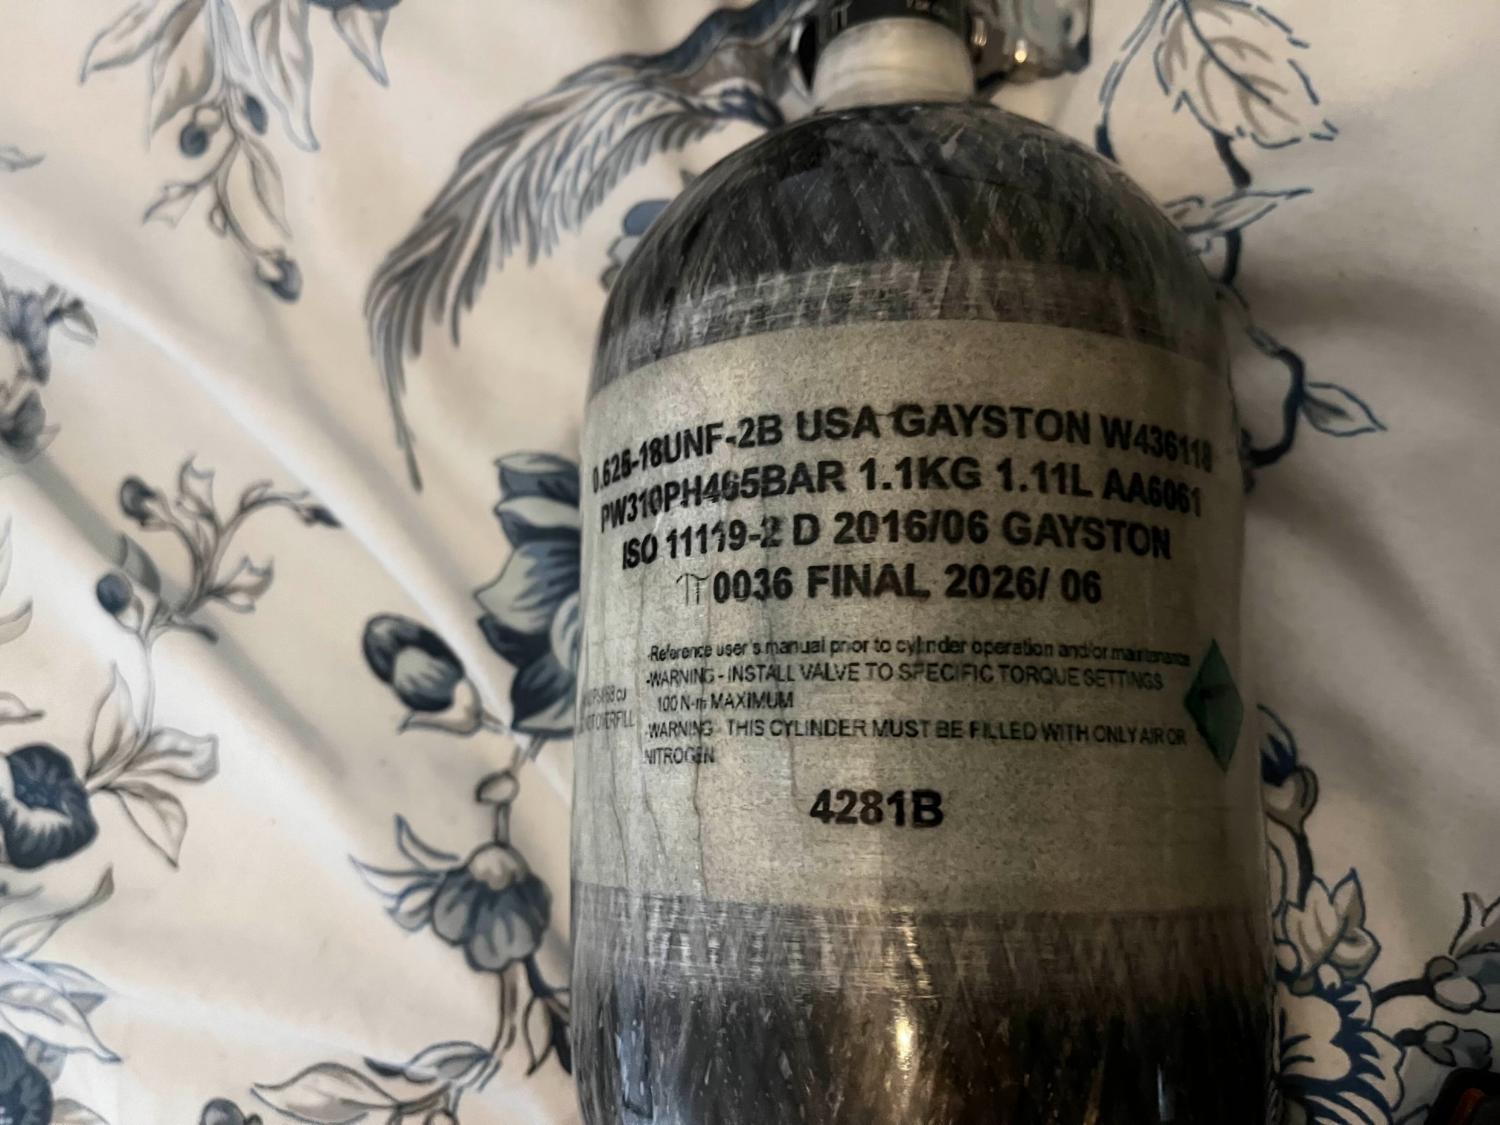 0.625-18UNF-2B USA GAYSTON W436118
PW310PH465BAR 1.1KG 1.11L AA6061
ISO 11119-2 D 2016/06 GAYSTON
π 0036 FINAL 2026/ 06
-Reference user's manual prior to cylinder operation and/or maintenance
-WARNING - INSTALL VALVE TO SPECIFIC TORQUE SETTINGS
100 N-m MAXIMUM
-WARNING - THIS CYLINDER MUST BE FILLED WITH ONLY AIR OR
NITROGEN
cu
OVERFILL
4281B